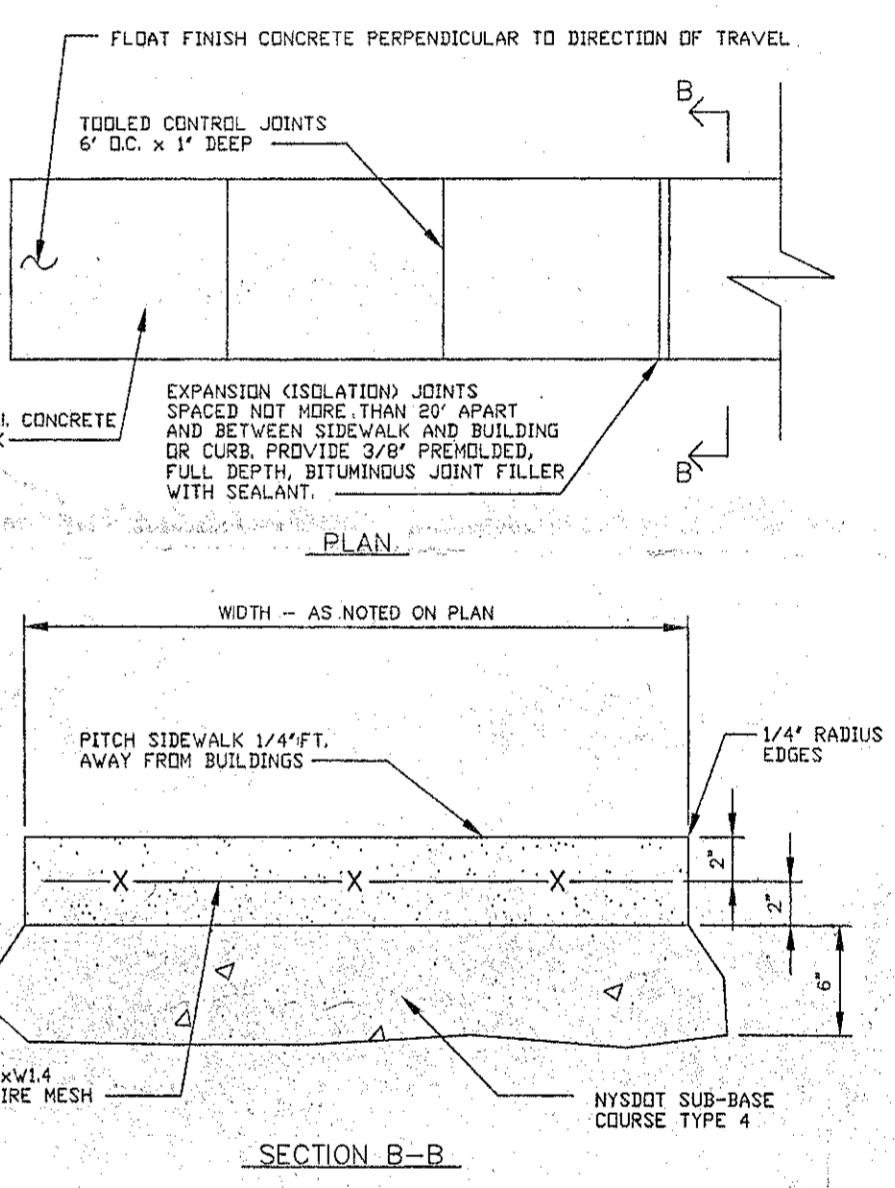 FLOAT FINISH CONCRETE PERPENDICULAR TO DIRECTION OF TRAVEL
TOOLED CONTROL JOINTS
6' O.C. x 1" DEEP
B
. CONCRETE
EXPANSION (ISOLATION) JOINTS
SPACED NOT MORE THAN 20' APART
AND BETWEEN SIDEWALK AND BUILDING
OR CURB. PROVIDE 3/8" PREMOLDED,
FULL DEPTH, BITUMINOUS JOINT FILLER
WITH SEALANT.
B
PLAN
WIDTH - AS NOTED ON PLAN
PITCH SIDEWALK 1/4"/FT.
AWAY FROM BUILDINGS
1/4" RADIUS
EDGES
2"
X X X
2"
6"
xW1.4
IRE MESH
NYSDOT SUB-BASE
COURSE TYPE 4
SECTION B-B